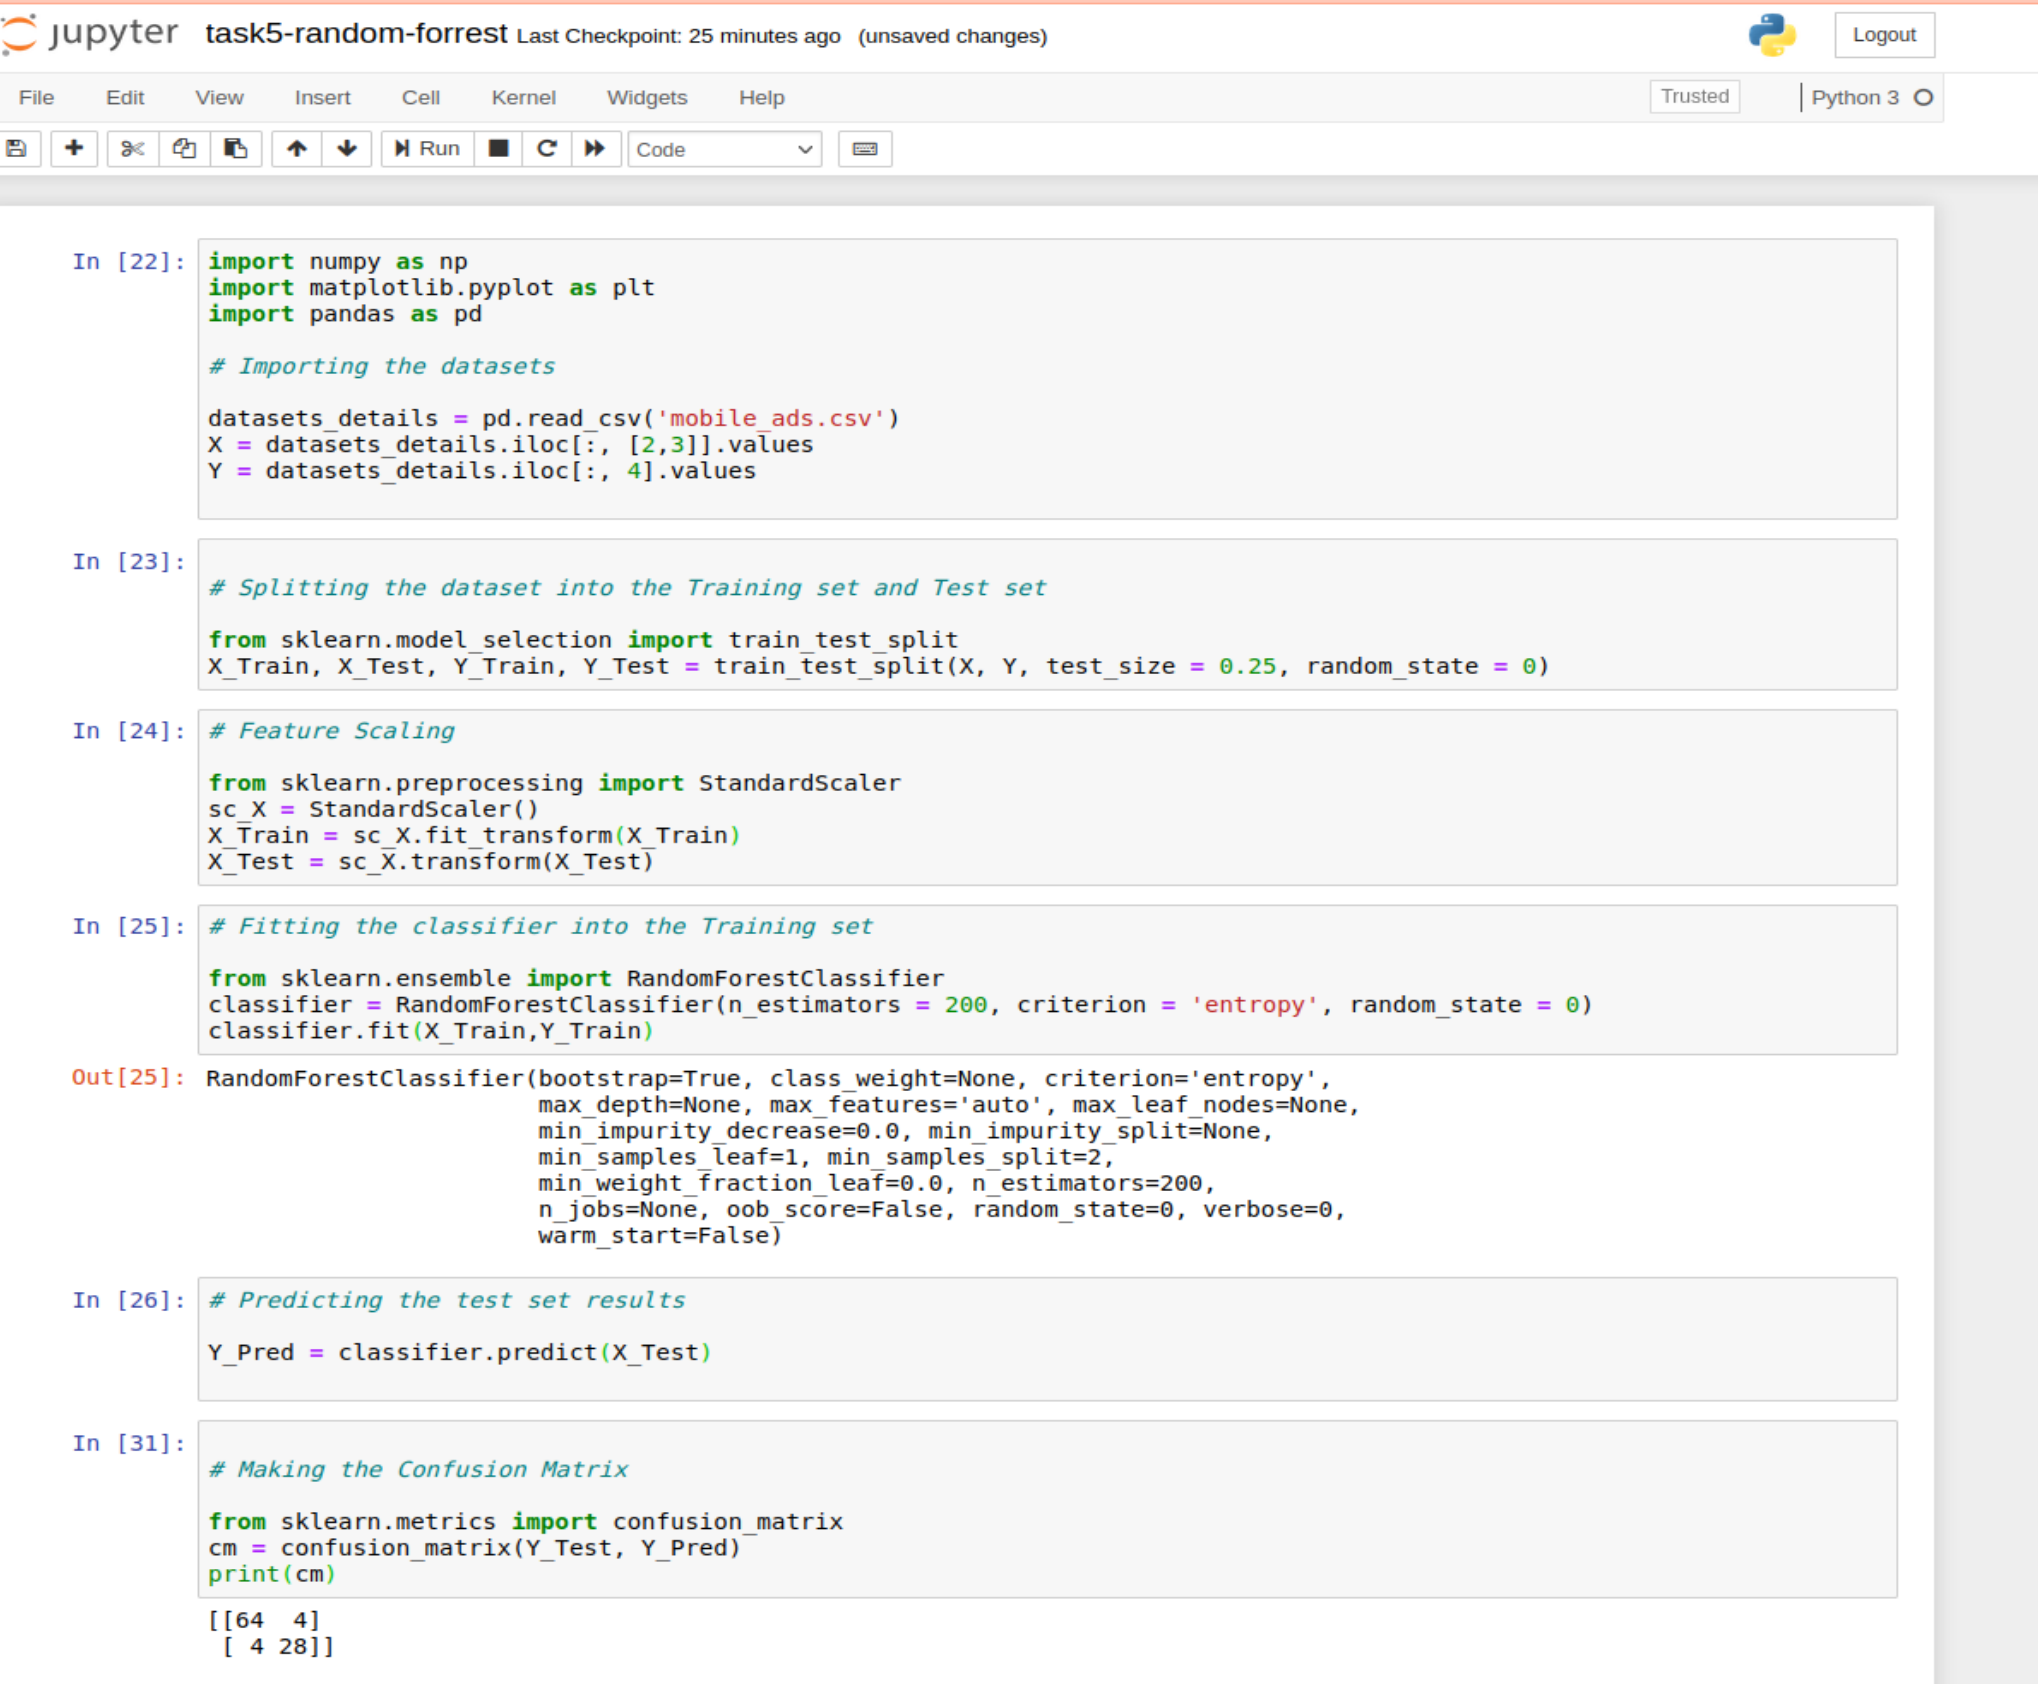 jupyter task5-random-forrest Last Checkpoint: 25 minutes ago (unsaved changes) Logout
File Edit View Insert Cell Kernel Widgets Help Trusted Python 3
Run Code
In [22]: import numpy as np
import matplotlib.pyplot as plt
import pandas as pd
# Importing the datasets
datasets_details = pd.read_csv('mobile_ads.csv')
X = datasets_details.iloc[:, [2,3]].values
Y = datasets_details.iloc[:, 4].values
In [23]:
# Splitting the dataset into the Training set and Test set
from sklearn.model_selection import train_test_split
X_Train, X_Test, Y_Train, Y_Test = train_test_split(X, Y, test_size = 0.25, random_state = 0)
In [24]: # Feature Scaling
from sklearn.preprocessing import StandardScaler
sc_X = StandardScaler()
X_Train = sc_X.fit_transform(X_Train)
X_Test = sc_X.transform(X_Test)
In [25]: # Fitting the classifier into the Training set
from sklearn.ensemble import RandomForestClassifier
classifier = RandomForestClassifier(n_estimators = 200, criterion = 'entropy', random_state = 0)
classifier.fit(X_Train,Y_Train)
Out[25]: RandomForestClassifier(bootstrap=True, class_weight=None, criterion='entropy',
max_depth=None, max_features='auto', max_leaf_nodes=None,
min_impurity_decrease=0.0, min_impurity_split=None,
min_samples_leaf=1, min_samples_split=2,
min_weight_fraction_leaf=0.0, n_estimators=200,
n_jobs=None, oob_score=False, random_state=0, verbose=0,
warm_start=False)
In [26]: # Predicting the test set results
Y_Pred = classifier.predict(X_Test)
In [31]:
# Making the Confusion Matrix
from sklearn.metrics import confusion_matrix
cm = confusion_matrix(Y_Test, Y_Pred)
print(cm)
[[64  4]
[ 4 28]]